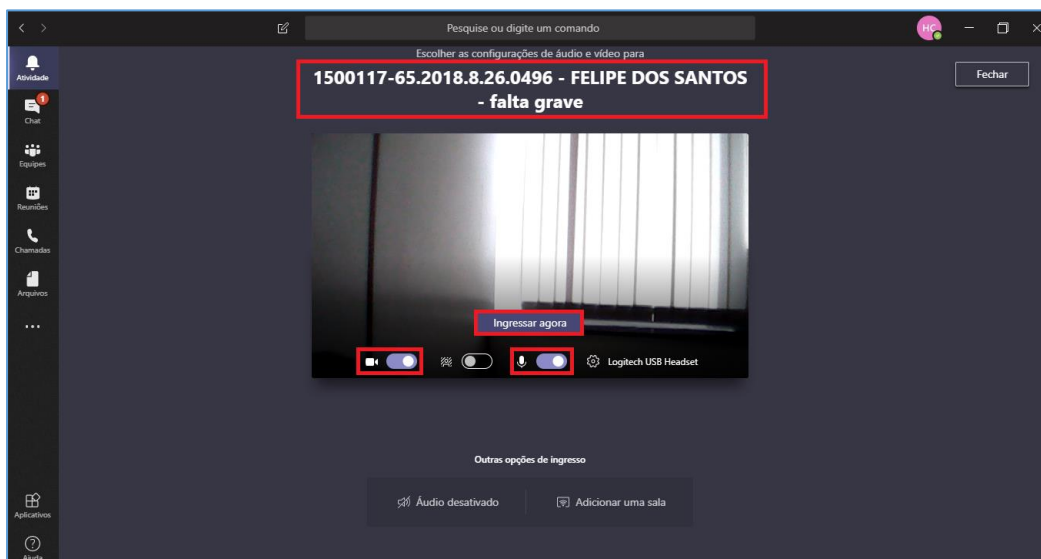 Pesquise ou digite um comando
HC
Escolher as configurações de áudio e vídeo para
1500117-65.2018.8.26.0496 - FELIPE DOS SANTOS
- falta grave
Fechar
Atividade
1
Chat
Equipes
Reuniões
Chamadas
Arquivos
Ingressar agora
Logitech USB Headset
Outras opções de ingresso
Áudio desativado
Adicionar uma sala
Aplicativos
Ajuda